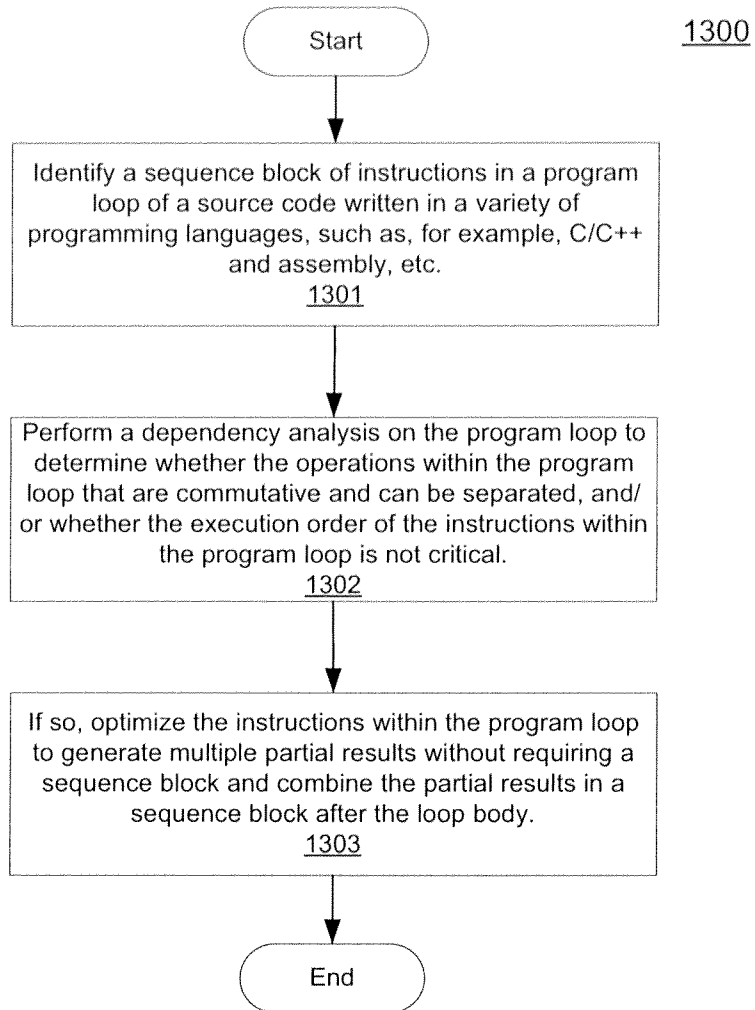 Start
1300
Identify a sequence block of instructions in a program
loop of a source code written in a variety of
programming languages, such as, for example, C/C++
and assembly, etc.
1301
Perform a dependency analysis on the program loop to
determine whether the operations within the program
loop that are commutative and can be separated, and/
or whether the execution order of the instructions within
the program loop is not critical.
1302
If so, optimize the instructions within the program loop
to generate multiple partial results without requiring a
sequence block and combine the partial results in a
sequence block after the loop body.
1303
End